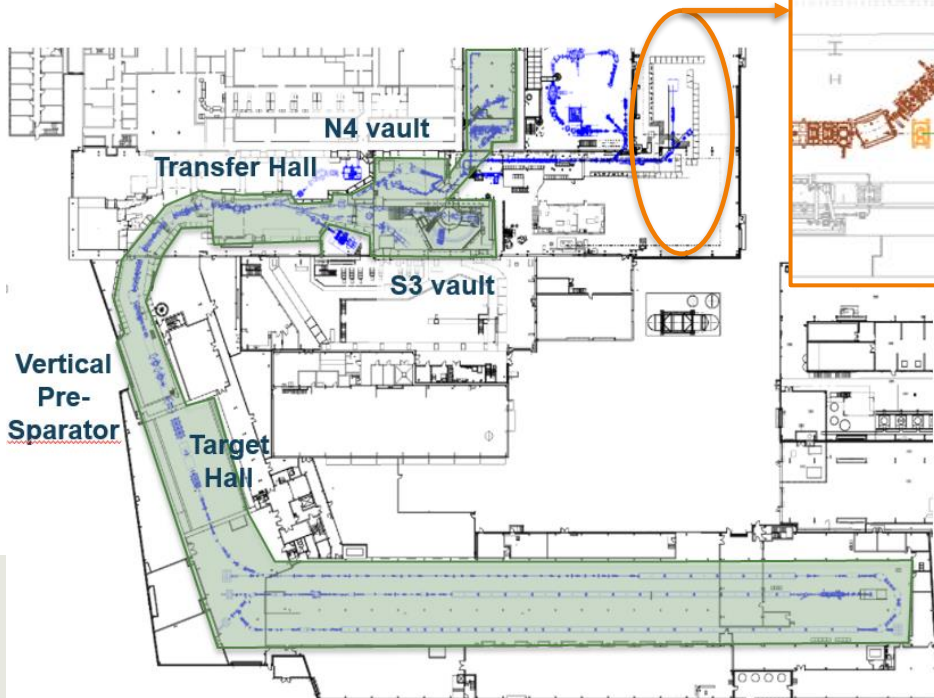 N4 vault
Transfer Hall
S3 vault
Vertical
Pre-
Sparator
Target
Hall